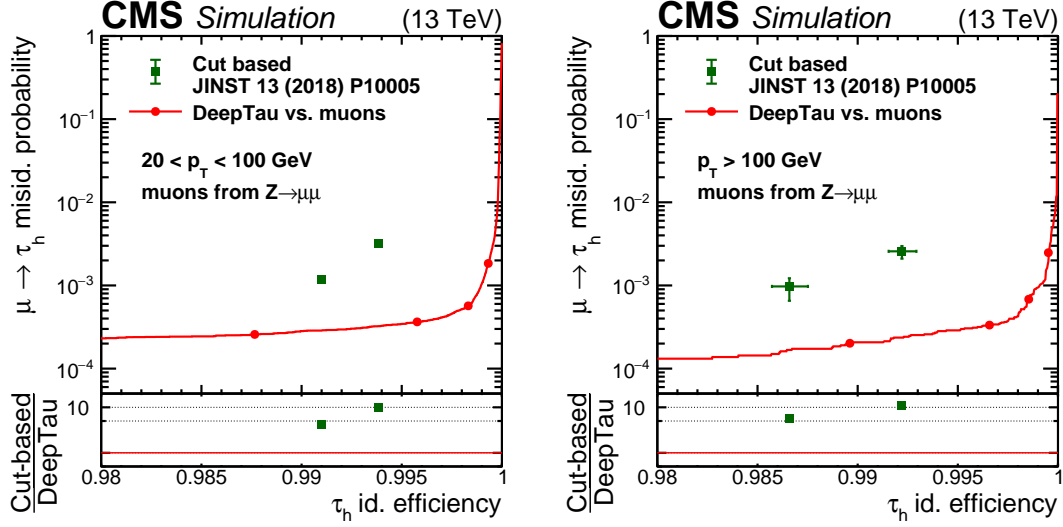 CMS Simulation (13 TeV)
μ → τh misid. probability
1
10−1
10−2
10−3
10−4
Cut based
JINST 13 (2018) P10005
DeepTau vs. muons
20 < pT < 100 GeV
muons from Z→μμ
Cut-based
DeepTau
10
0.98 0.985 0.99 0.995 1
τh id. efficiency
CMS Simulation (13 TeV)
μ → τh misid. probability
1
10−1
10−2
10−3
10−4
Cut based
JINST 13 (2018) P10005
DeepTau vs. muons
pT > 100 GeV
muons from Z→μμ
Cut-based
DeepTau
10
0.98 0.985 0.99 0.995 1
τh id. efficiency